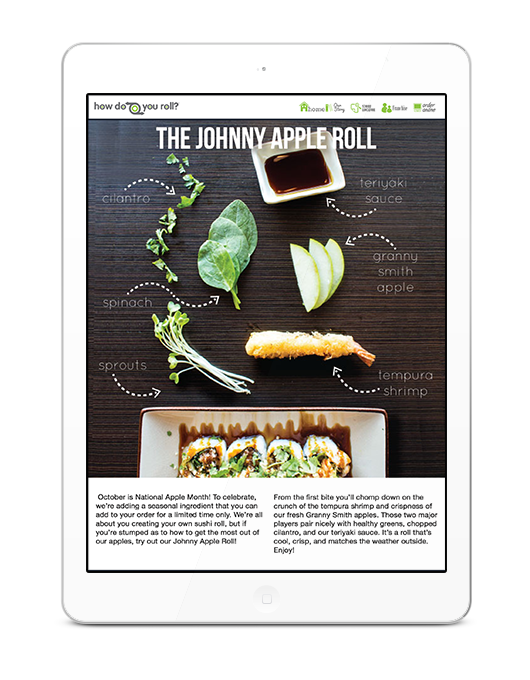 how do you roll?
Our Story
order online
THE JOHNNY APPLE ROLL
teriyaki
sauce
cilantro
granny
smith
apple
spinach
sprouts
tempura
shrimp
October is National Apple Month! To celebrate,
we're adding a seasonal ingredient that you can
add to your order for a limited time only. We're all
about you creating your own sushi roll, but if
you're stumped as to how to get the most out of
our apples, try out our Johnny Apple Roll!
From the first bite you'll chomp down on the
crunch of the tempura shrimp and crispness of
our fresh Granny Smith apples. Those two major
players pair nicely with healthy greens, chopped
cilantro, and our teriyaki sauce. It's a roll that's
cool, crisp, and matches the weather outside.
Enjoy!